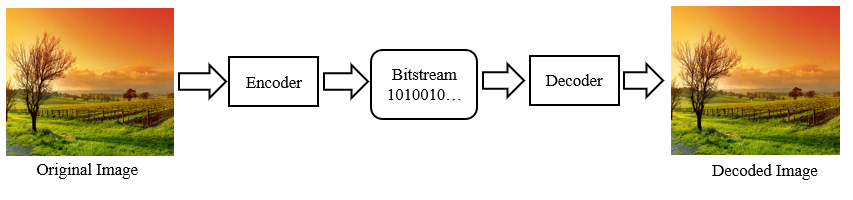 Encoder
Bitstream
1010010…
Decoder
Original Image
Decoded Image